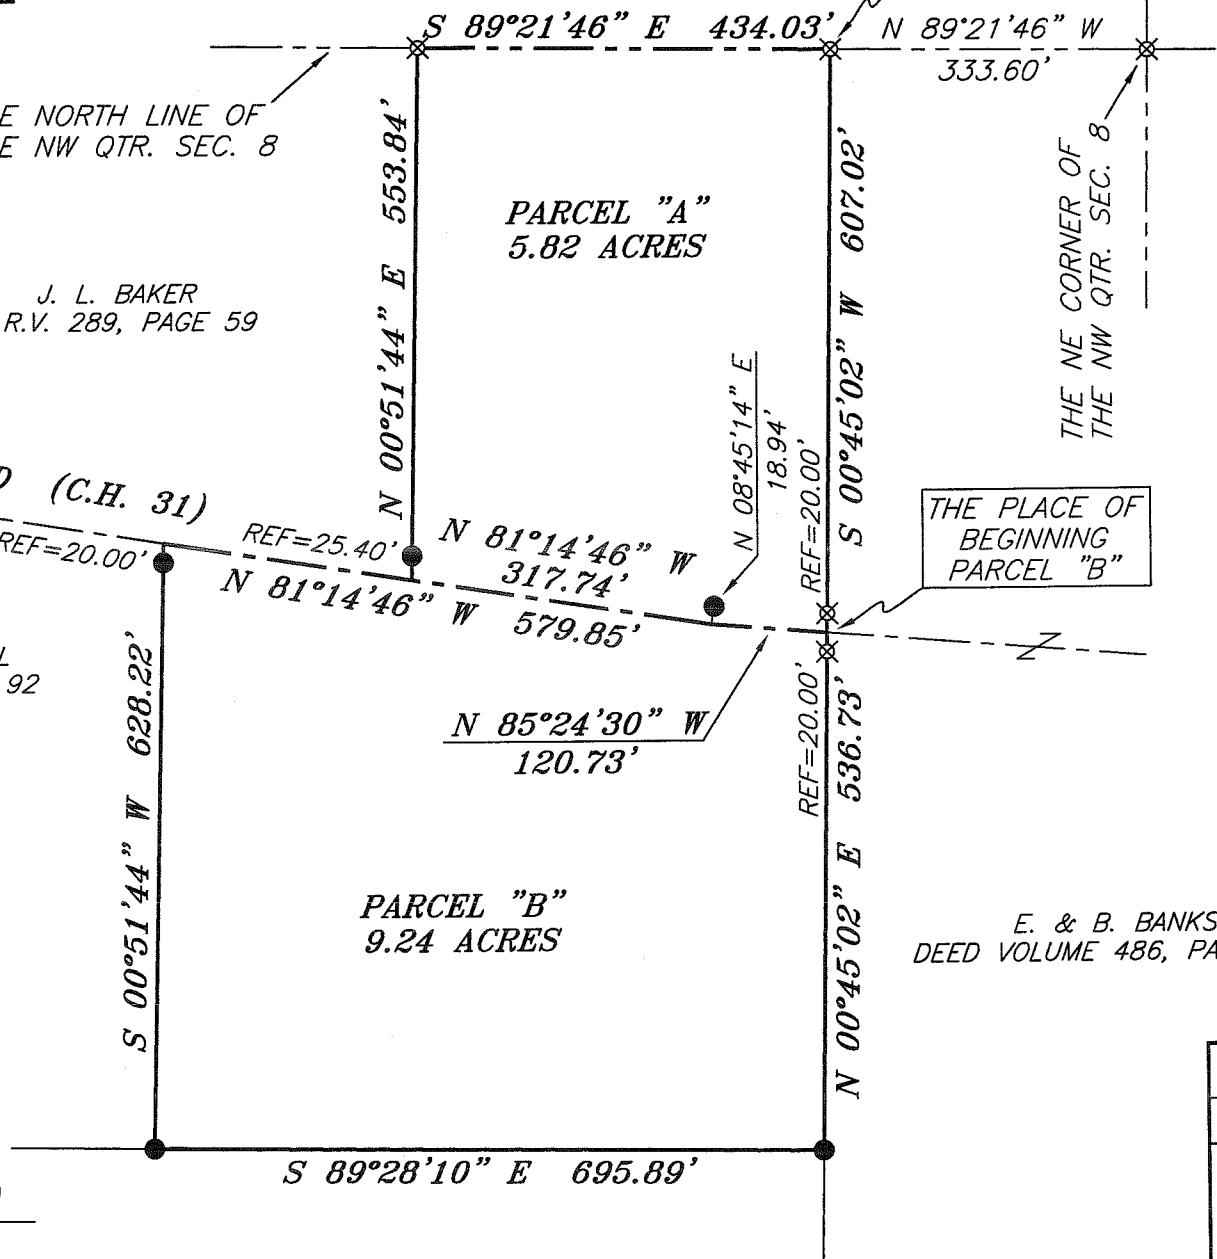 S 89°21'46" E 434.03'
N 89°21'46" W
333.60'
E NORTH LINE OF
E NW QTR. SEC. 8
N 00°51'44" E 553.84'
PARCEL "A"
5.82 ACRES
S 00°45'02" W 607.02'
THE NE CORNER OF
THE NW QTR. SEC. 8
J. L. BAKER
R.V. 289, PAGE 59
N 08°45'14" E
18.94'
REF=20.00'
(C.H. 31)
REF=20.00'
REF=25.40'
N 81°14'46" W
317.74'
N 81°14'46" W 579.85'
THE PLACE OF
BEGINNING
PARCEL "B"
92
S 00°51'44" W 628.22'
N 85°24'30" W
120.73'
REF=20.00'
N 00°45'02" E 536.73'
PARCEL "B"
9.24 ACRES
E. & B. BANKS
DEED VOLUME 486, PA
S 89°28'10" E 695.89'